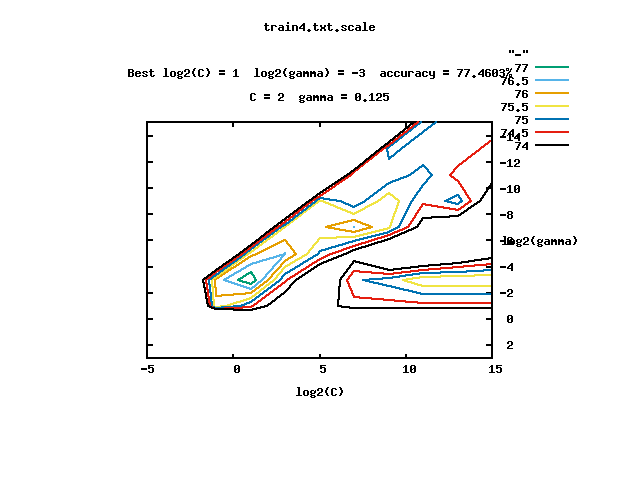 train4.txt.scale
"-"
Best log2(C) = 1 log2(gamma) = -3 accuracy = 77.4603%
77
76.5
C = 2 gamma = 0.125
76
75.5
75
74.5
74
-14
-12
-10
-8
-6
log2(gamma)
-4
-2
0
2
-5 0 5 10 15
log2(C)